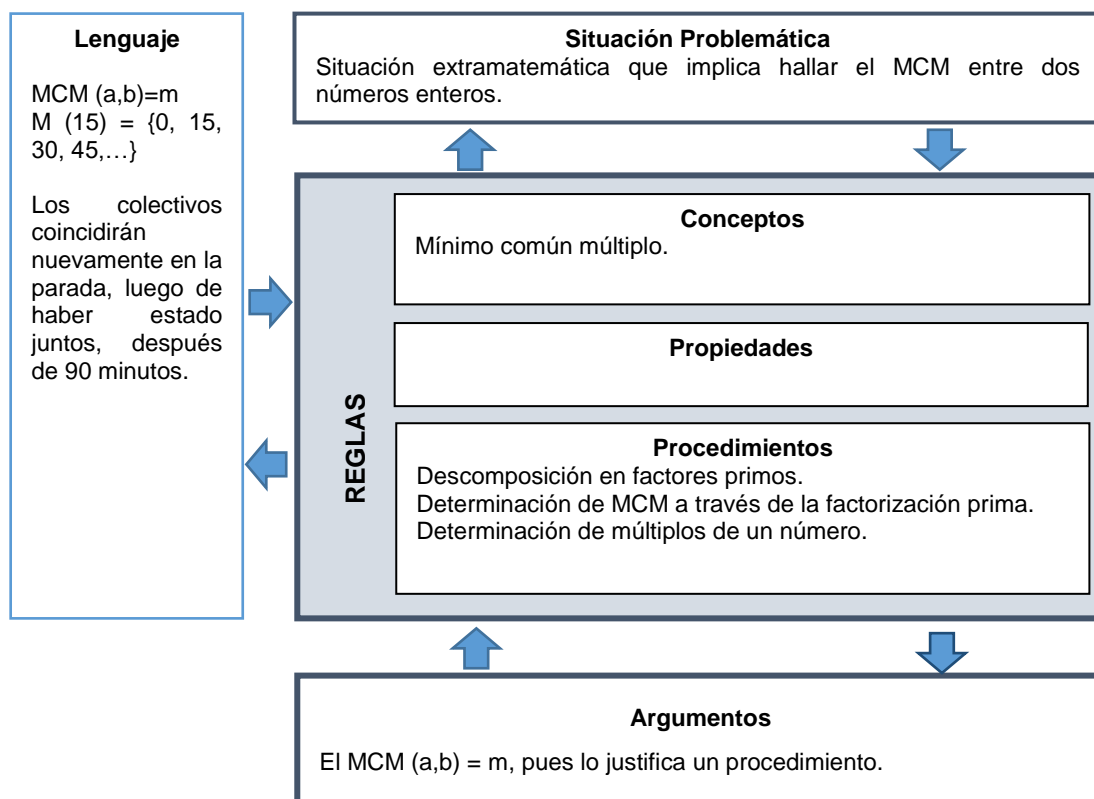 Lenguaje
MCM (a,b)=m
M (15) = {0, 15,
30, 45,…}
Los colectivos
coincidirán
nuevamente en la
parada, luego de
haber estado
juntos, después
de 90 minutos.
Situación Problemática
Situación extramatemática que implica hallar el MCM entre dos
números enteros.
REGLAS
Conceptos
Mínimo común múltiplo.
Propiedades
Procedimientos
Descomposición en factores primos.
Determinación de MCM a través de la factorización prima.
Determinación de múltiplos de un número.
Argumentos
El MCM (a,b) = m, pues lo justifica un procedimiento.